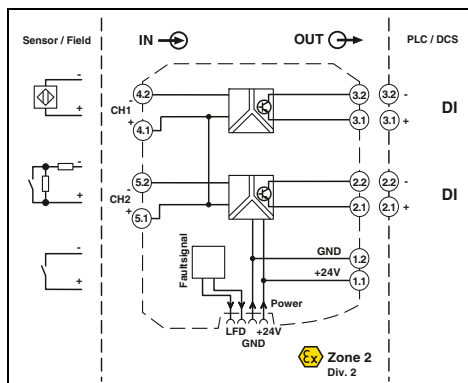 Sensor / Field
IN
OUT
PLC / DCS
-
+
4.2
-
CH1
+
4.1
3.2
3.1
3.2 -
3.1 +
DI
-
+
5.2
-
CH2
+
5.1
2.2
2.1
2.2 -
2.1 +
DI
-
+
Faultsignal
GND
1.2
+24V
1.1
Power
LFD
+24V
GND
Ex
Zone 2
Div. 2